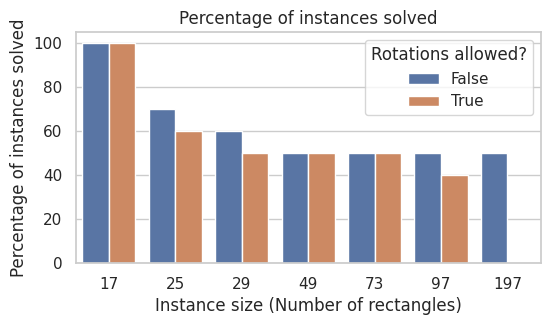 Percentage of instances solved
Percentage of instances solved
100
80
60
40
20
0
Rotations allowed?
False
True
17 25 29 49 73 97 197
Instance size (Number of rectangles)